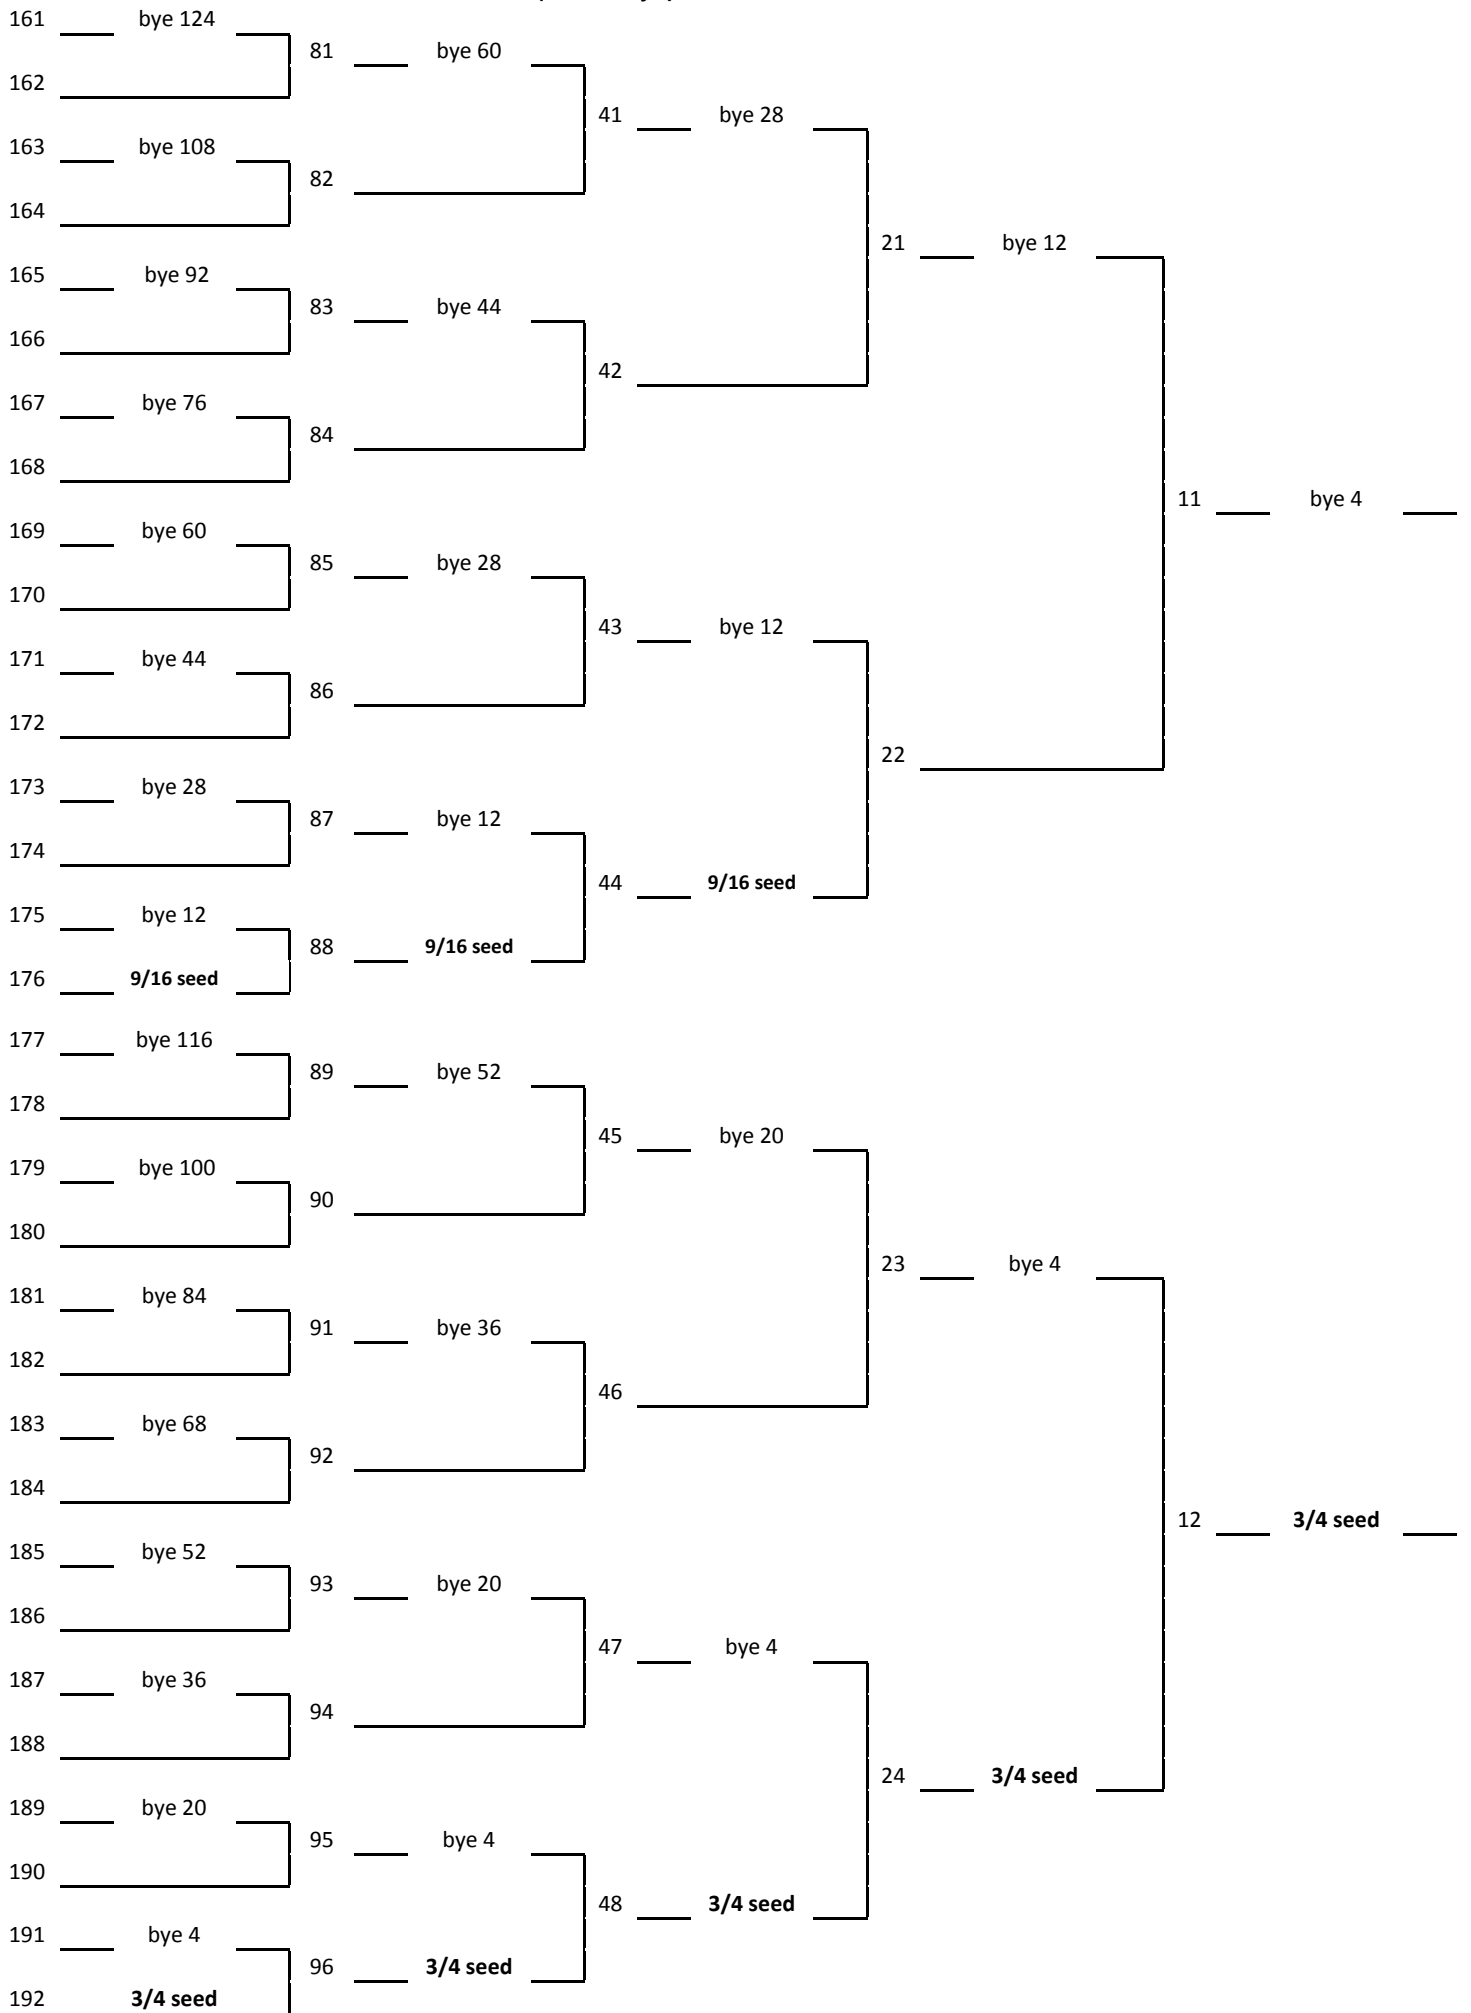 161 bye 124
81 bye 60
162
41 bye 28
163 bye 108
82
164
21 bye 12
165 bye 92
83 bye 44
166
42
167 bye 76
84
168
11 bye 4
169 bye 60
85 bye 28
170
43 bye 12
171 bye 44
86
172
22
173 bye 28
87 bye 12
174
44 9/16 seed
175 bye 12
88 9/16 seed
176 9/16 seed
177 bye 116
89 bye 52
178
45 bye 20
179 bye 100
90
180
23 bye 4
181 bye 84
91 bye 36
182
46
183 bye 68
92
184
12 3/4 seed
185 bye 52
93 bye 20
186
47 bye 4
187 bye 36
94
188
24 3/4 seed
189 bye 20
95 bye 4
190
48 3/4 seed
191 bye 4
96 3/4 seed
192 3/4 seed